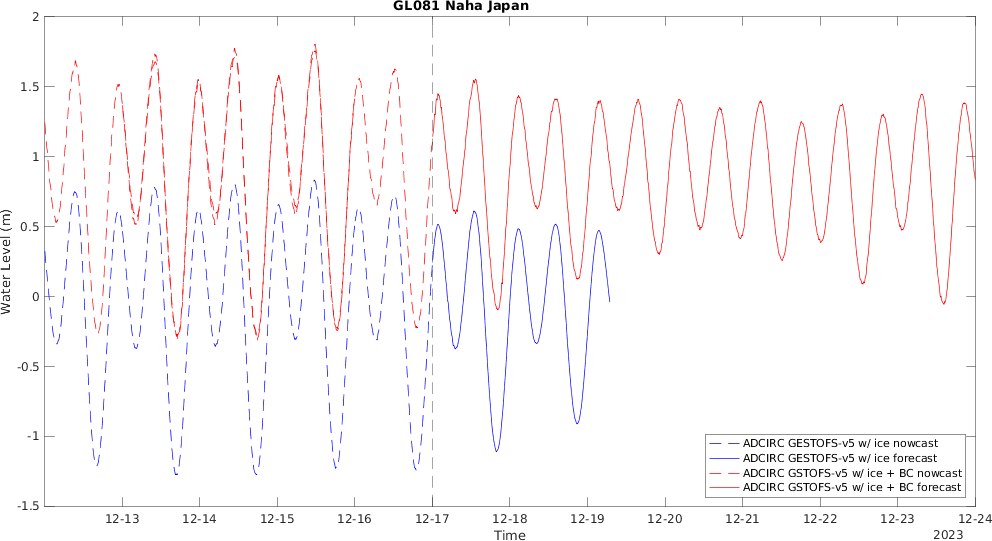 GL081 Naha Japan
2
1.5
1
0.5
0
-0.5
-1
-1.5
Water Level (m)
12-13 12-14 12-15 12-16 12-17 12-18 12-19 12-20 12-21 12-22 12-23 12-24
Time
2023
ADCIRC GESTOFS-v5 w/ ice nowcast
ADCIRC GESTOFS-v5 w/ ice forecast
ADCIRC GSTOFS-v5 w/ ice + BC nowcast
ADCIRC GSTOFS-v5 w/ ice + BC forecast